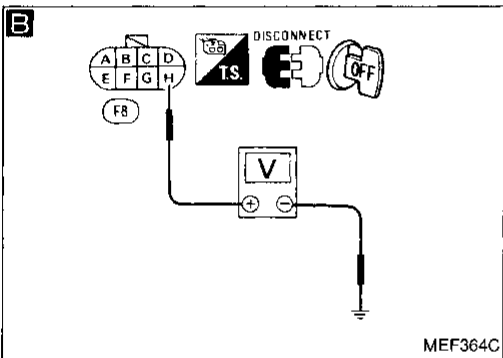 B
DISCONNECT
A B C D
E F G H
T.S.
OFF
F8
V
+ −
MEF364C